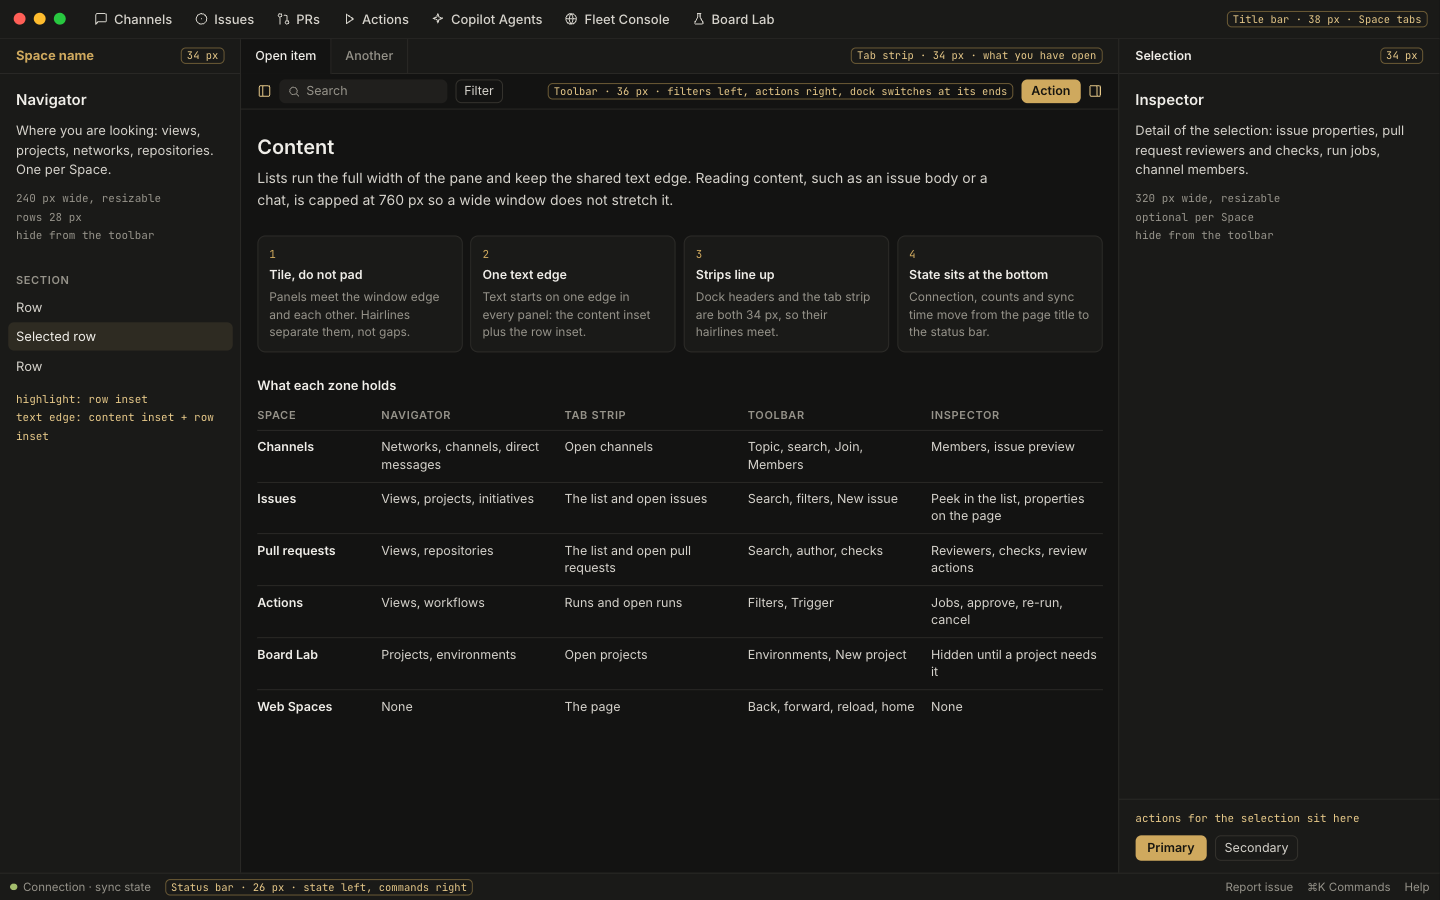 Channels Issues PRs Actions Copilot Agents Fleet Console Board Lab Title bar · 38 px · Space tabs
Space name 34 px
Open item Another Tab strip · 34 px · what you have open
Selection 34 px
Search Filter Toolbar · 36 px · filters left, actions right, dock switches at its ends Action
Navigator
Where you are looking: views,
projects, networks, repositories.
One per Space.
240 px wide, resizable
rows 28 px
hide from the toolbar
SECTION
Row
Selected row
Row
highlight: row inset
text edge: content inset + row
inset
Content
Lists run the full width of the pane and keep the shared text edge. Reading content, such as an issue body or a
chat, is capped at 760 px so a wide window does not stretch it.
1
Tile, do not pad
Panels meet the window edge
and each other. Hairlines
separate them, not gaps.
2
One text edge
Text starts on one edge in
every panel: the content inset
plus the row inset.
3
Strips line up
Dock headers and the tab strip
are both 34 px, so their
hairlines meet.
4
State sits at the bottom
Connection, counts and sync
time move from the page title to
the status bar.
What each zone holds
SPACE NAVIGATOR TAB STRIP TOOLBAR INSPECTOR
Channels Networks, channels, direct Open channels Topic, search, Join, Members, issue preview
messages Members
Issues Views, projects, initiatives The list and open issues Search, filters, New issue Peek in the list, properties
on the page
Pull requests Views, repositories The list and open pull Search, author, checks Reviewers, checks, review
requests actions
Actions Views, workflows Runs and open runs Filters, Trigger Jobs, approve, re-run,
cancel
Board Lab Projects, environments Open projects Environments, New project Hidden until a project needs
it
Web Spaces None The page Back, forward, reload, home None
Inspector
Detail of the selection: issue properties, pull
request reviewers and checks, run jobs,
channel members.
320 px wide, resizable
optional per Space
hide from the toolbar
actions for the selection sit here
Primary Secondary
Connection · sync state Status bar · 26 px · state left, commands right Report issue ⌘K Commands Help